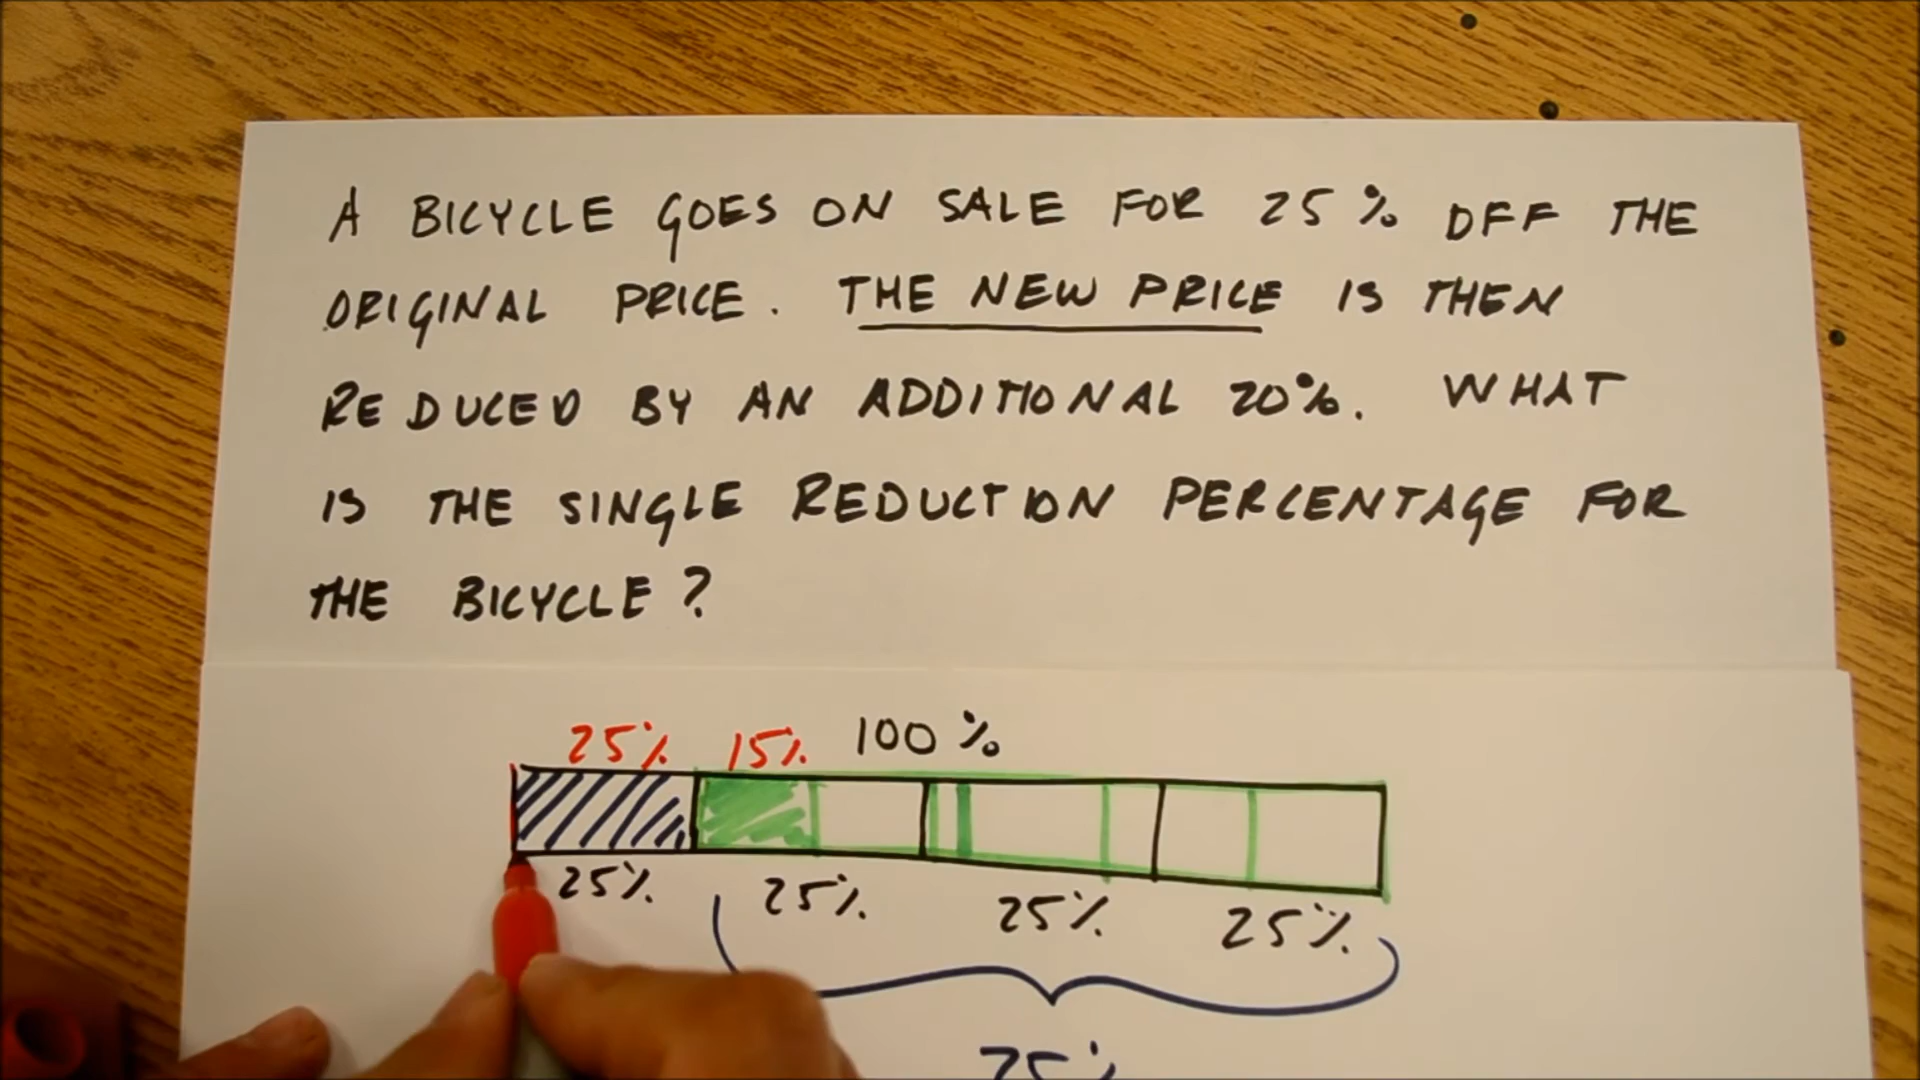 A BICYCLE GOES ON SALE FOR 25% OFF THE
ORIGINAL PRICE. THE NEW PRICE IS THEN
REDUCED BY AN ADDITIONAL 20%. WHAT
IS THE SINGLE REDUCTION PERCENTAGE FOR
THE BICYCLE?
25% 15% 100%
25% 25% 25% 25%
75%